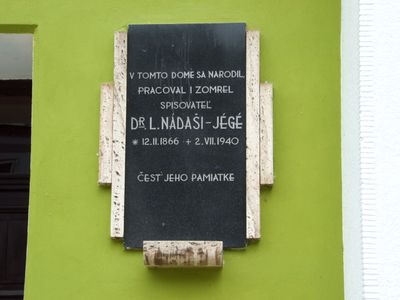 V TOMTO DOME SA NARODIL,
PRACOVAL I ZOMREL
SPISOVATEĽ
DR. L. NÁDAŠI-JÉGÉ
* 12.II.1866 + 2.VII.1940
ČESŤ JEHO PAMIATKE